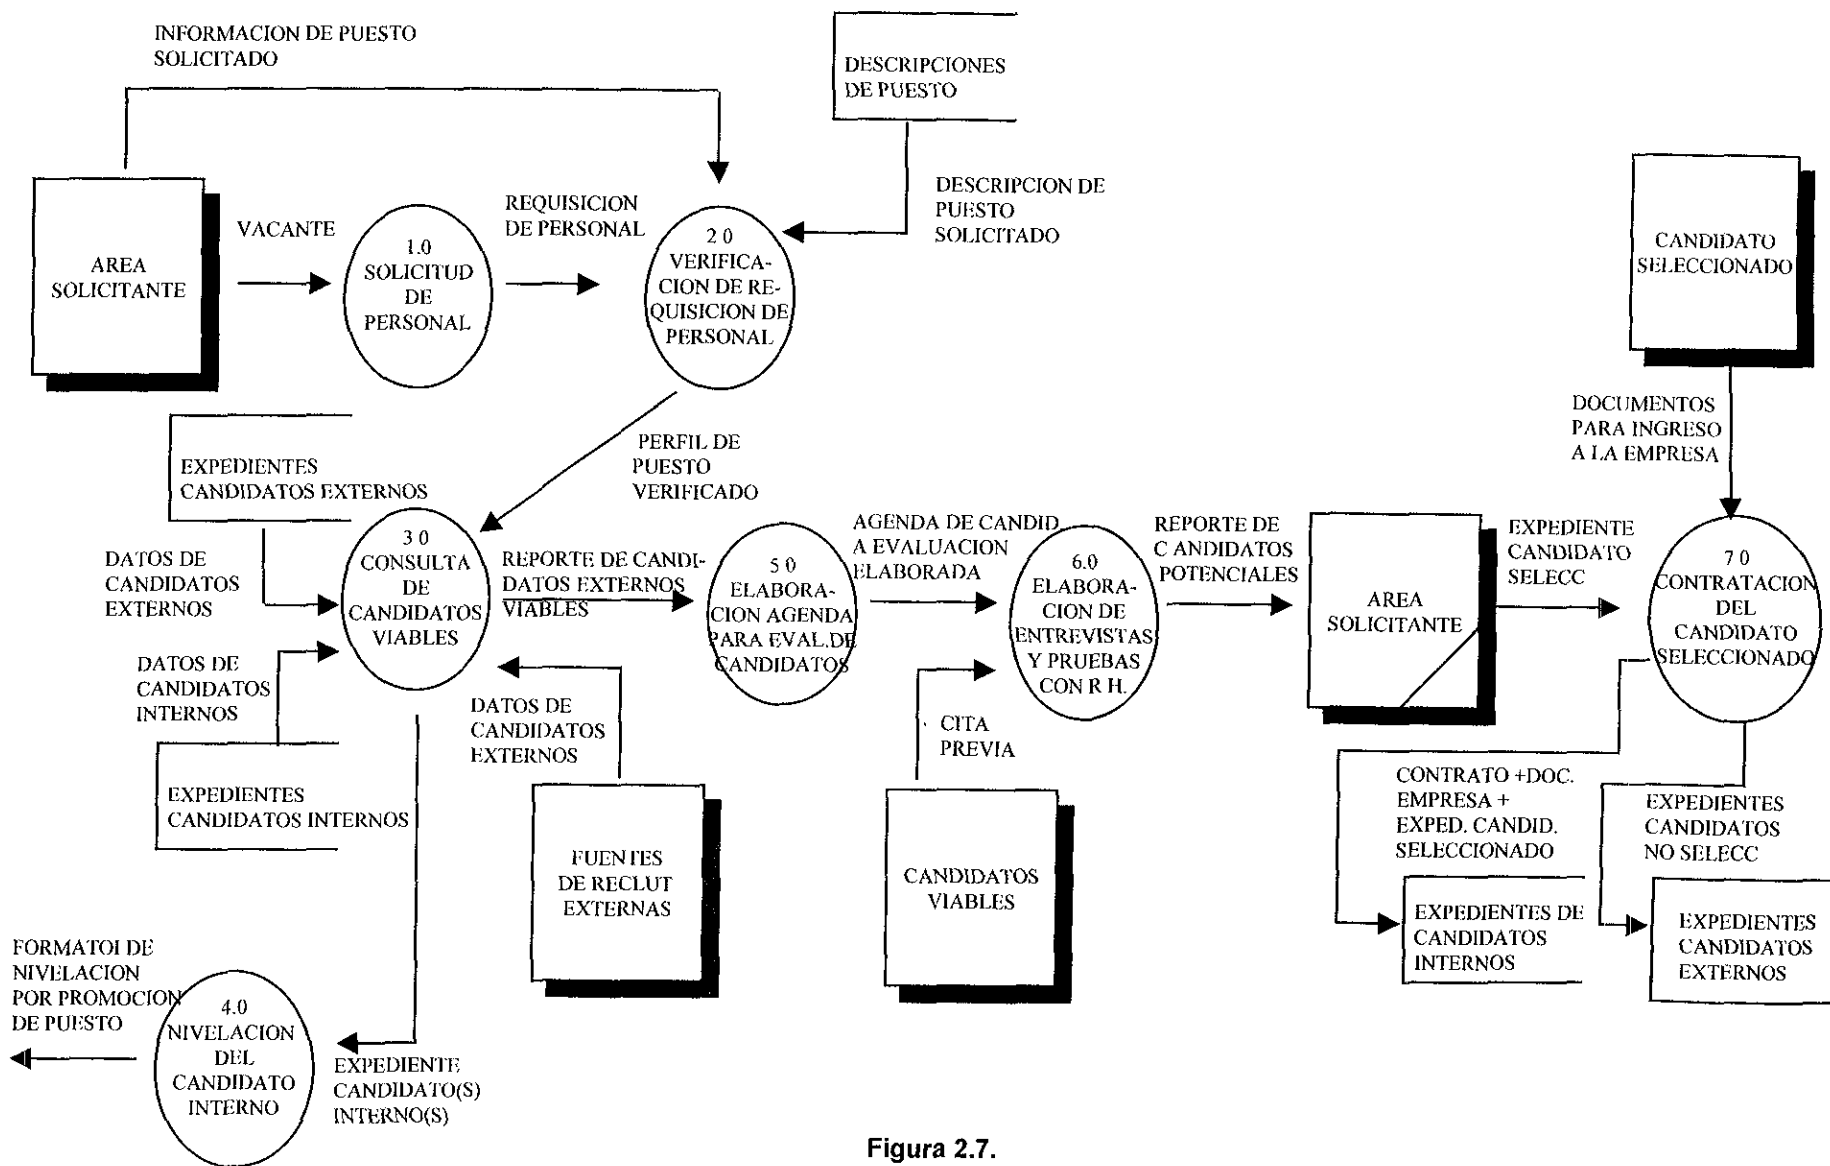 INFORMACION DE PUESTO
SOLICITADO
DESCRIPCIONES
DE PUESTO
AREA
SOLICITANTE
VACANTE
1.0
SOLICITUD
DE
PERSONAL
REQUISICION
DE PERSONAL
2 0
VERIFICA-
CION DE RE-
QUISICION DE
PERSONAL
DESCRIPCION DE
PUESTO
SOLICITADO
CANDIDATO
SELECCIONADO
DOCUMENTOS
PARA INGRESO
A LA EMPRESA
PERFIL DE
PUESTO
VERIFICADO
EXPEDIENTES
CANDIDATOS EXTERNOS
DATOS DE
CANDIDATOS
EXTERNOS
3 0
CONSULTA
DE
CANDIDATOS
VIABLES
REPORTE DE CANDI-
DATOS EXTERNOS
VIABLES
5 0
ELABORA-
CION AGENDA
PARA EVAL.DE
CANDIDATOS
AGENDA DE CANDID.
A EVALUACION
ELABORADA
6.0
ELABORA-
CION DE
ENTREVISTAS
Y PRUEBAS
CON R H.
REPORTE DE
CANDIDATOS
POTENCIALES
AREA
SOLICITANTE
EXPEDIENTE
CANDIDATO
SELECC
7 0
CONTRATACION
DEL
CANDIDATO
SELECCIONADO
DATOS DE
CANDIDATOS
INTERNOS
EXPEDIENTES
CANDIDATOS INTERNOS
DATOS DE
CANDIDATOS
EXTERNOS
FUENTES
DE RECLUT
EXTERNAS
CITA
PREVIA
CANDIDATOS
VIABLES
CONTRATO +DOC.
EMPRESA +
EXPED. CANDID.
SELECCIONADO
EXPEDIENTES
CANDIDATOS
NO SELECC
EXPEDIENTES DE
CANDIDATOS
INTERNOS
EXPEDIENTES
CANDIDATOS
EXTERNOS
FORMATOI DE
NIVELACION
POR PROMOCION
DE PUESTO
4.0
NIVELACION
DEL
CANDIDATO
INTERNO
EXPEDIENTE
CANDIDATO(S)
INTERNO(S)
Figura 2.7.